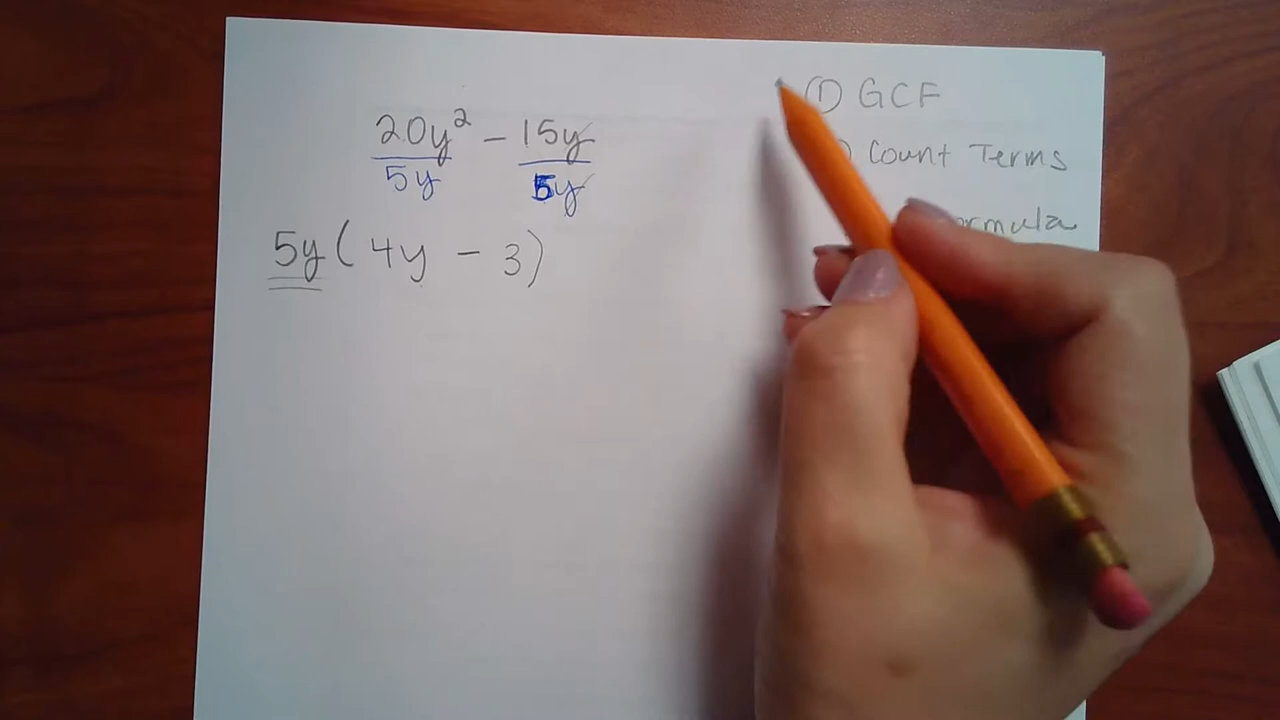 20y² - 15y
5y 5y
5y ( 4y - 3 )
① GCF
Count Terms